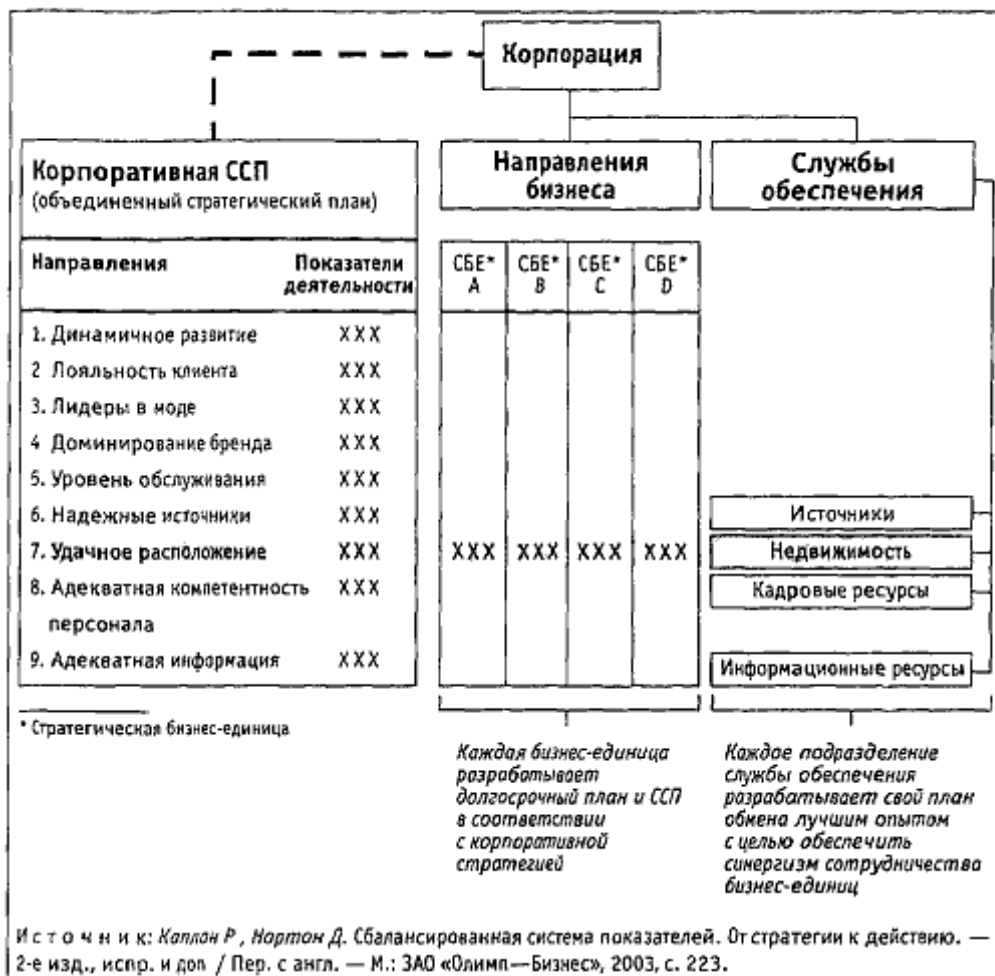 Корпорация
Корпоративная ССП
(объединенный стратегический план)
Направления
Показатели
деятельности
1. Динамичное развитие XXX
2 Лояльность клиента XXX
3. Лидеры в моде XXX
4 Доминирование бренда XXX
5. Уровень обслуживания XXX
6. Надежные источники XXX
7. Удачное расположение XXX
8. Адекватная компетентность XXX
персонала
9. Адекватная информация XXX
* Стратегическая бизнес-единица
Направления
бизнеса
СБЕ* СБЕ* СБЕ* СБЕ*
A B C D
XXX XXX XXX XXX
Каждая бизнес-единица
разрабатывает
долгосрочный план и ССП
в соответствии
с корпоративной
стратегией
Службы
обеспечения
Источники
Недвижимость
Кадровые ресурсы
Информационные ресурсы
Каждое подразделение
службы обеспечения
разрабатывает свой план
обмена лучшим опытом
с целью обеспечить
синергизм сотрудничества
бизнес-единиц
Источник: Каплан Р , Нортон Д. Сбалансированная система показателей. От стратегии к действию. —
2-е изд., испр. и доп / Пер. с англ. — М.: ЗАО «Олимп—Бизнес», 2003, с. 223.